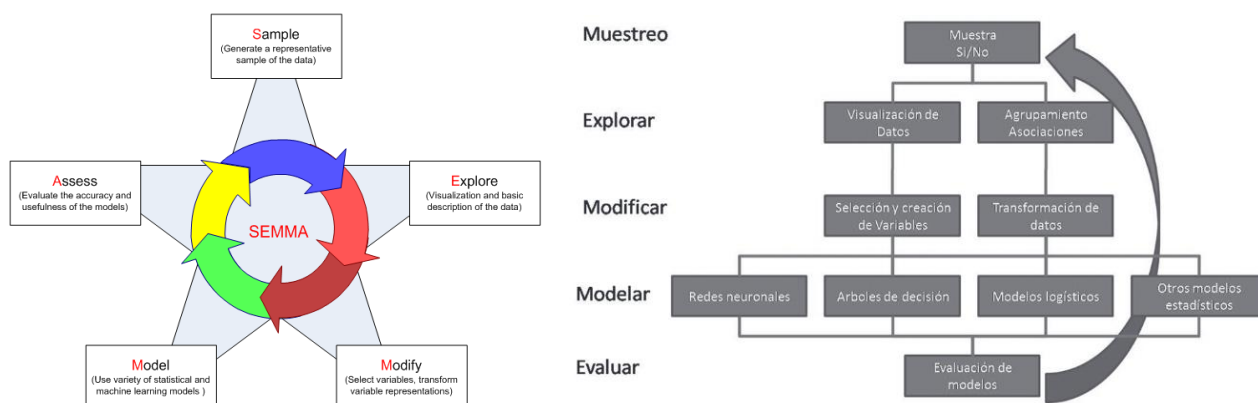 Sample
(Generate a representative
sample of the data)
Assess
(Evaluate the accuracy and
usefulness of the models)
Explore
(Visualization and basic
description of the data)
SEMMA
Model
(Use variety of statistical and
machine learning models )
Modify
(Select variables, transform
variable representations)
Muestreo
Muestra
SI/No
Explorar
Visualización de
Datos
Agrupamiento
Asociaciones
Modificar
Selección y creación
de Variables
Transformación de
datos
Modelar
Redes neuronales
Arboles de decisión
Modelos logísticos
Otros modelos
estadísticos
Evaluar
Evaluación de
modelos